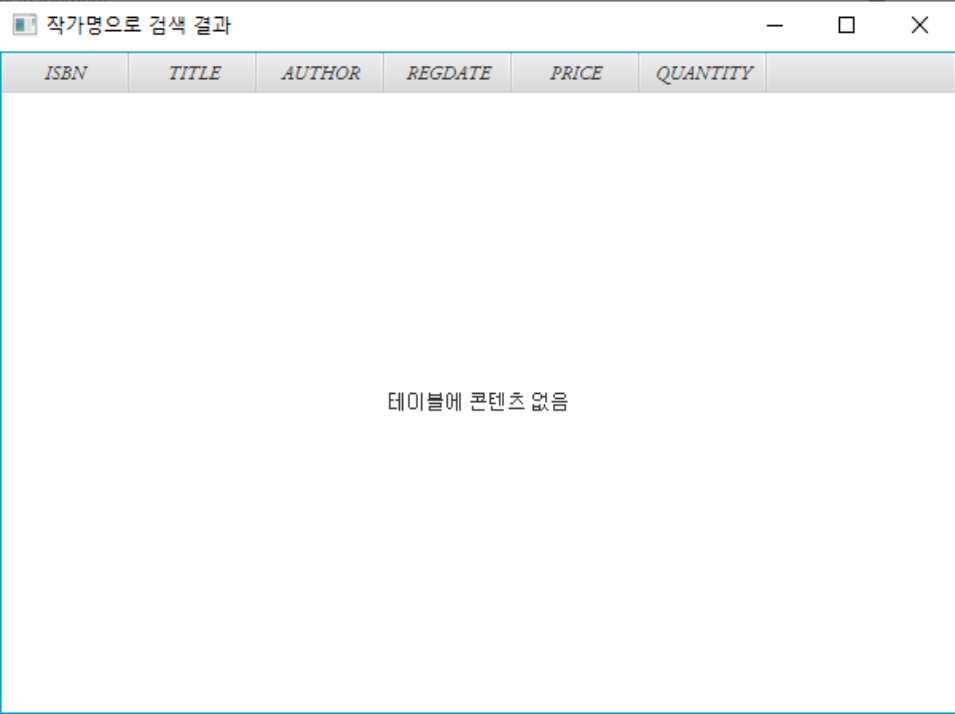 작가명으로 검색 결과
ISBN TITLE AUTHOR REGDATE PRICE QUANTITY
테이블에 콘텐츠 없음